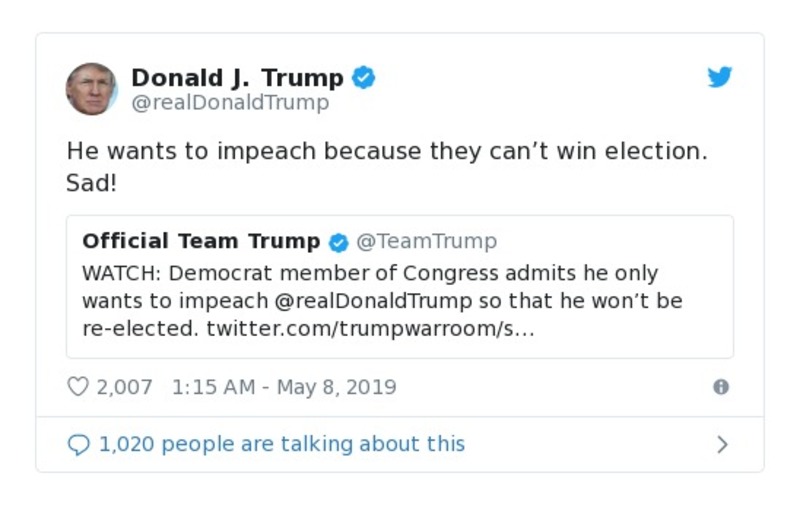 Donald J. Trump
@realDonaldTrump
He wants to impeach because they can’t win election.
Sad!
Official Team Trump @TeamTrump
WATCH: Democrat member of Congress admits he only
wants to impeach @realDonaldTrump so that he won’t be
re-elected. twitter.com/trumpwarroom/s…
2,007 1:15 AM - May 8, 2019
1,020 people are talking about this